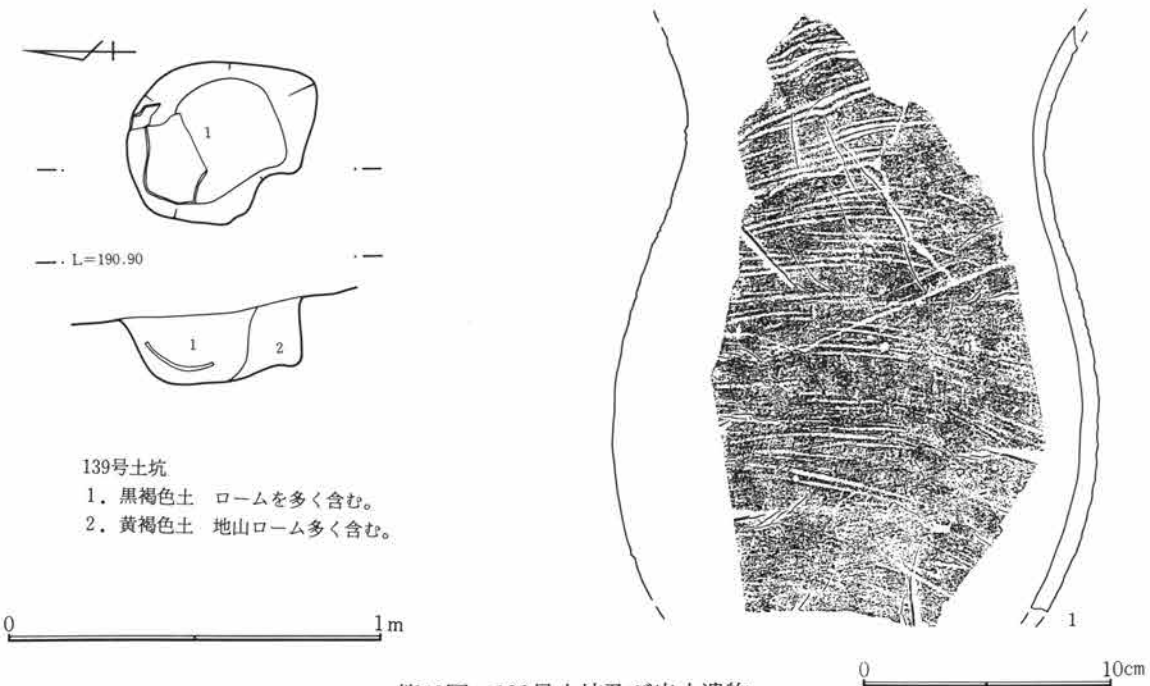 1
L=190.90
1
2
139号土坑
1．黒褐色土　ロームを多く含む。
2．黄褐色土　地山ローム多く含む。
0 1m
1
0 10cm